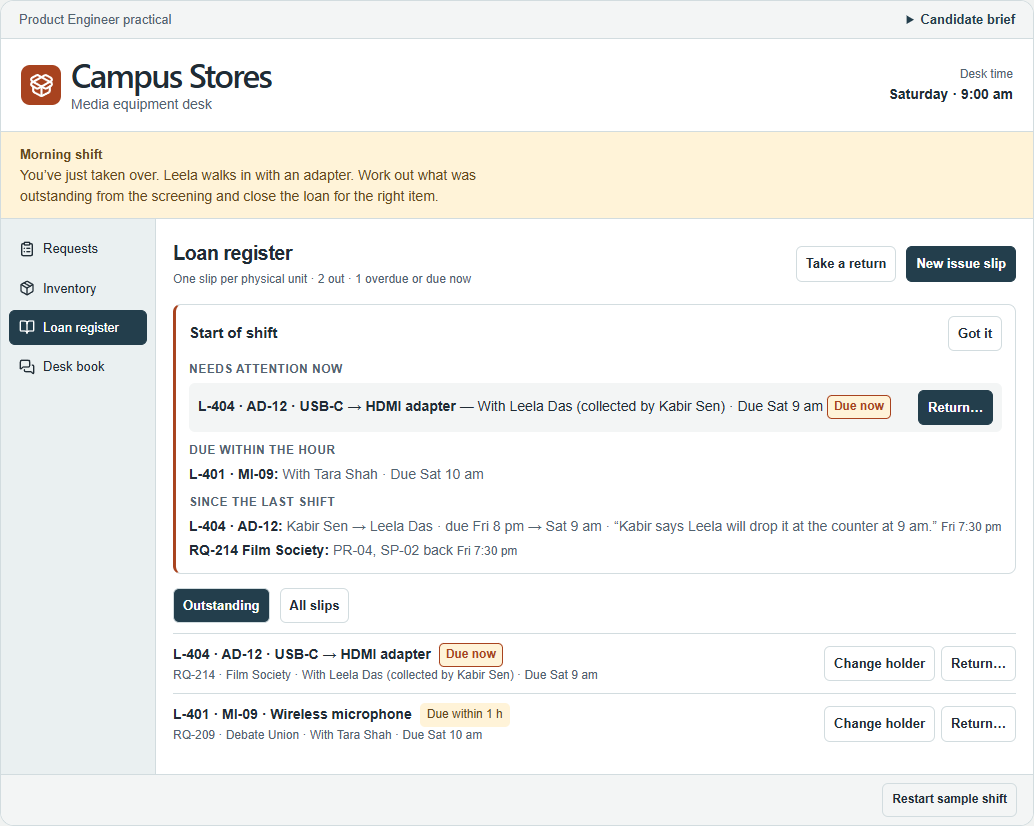 Product Engineer practical
▶ Candidate brief
Campus Stores
Media equipment desk
Desk time
Saturday · 9:00 am
Morning shift
You’ve just taken over. Leela walks in with an adapter. Work out what was
outstanding from the screening and close the loan for the right item.
Requests
Inventory
Loan register
Desk book
Loan register
One slip per physical unit · 2 out · 1 overdue or due now
Take a return
New issue slip
Start of shift
Got it
NEEDS ATTENTION NOW
L-404 · AD-12 · USB-C → HDMI adapter — With Leela Das (collected by Kabir Sen) · Due Sat 9 am Due now
Return…
DUE WITHIN THE HOUR
L-401 · MI-09: With Tara Shah · Due Sat 10 am
SINCE THE LAST SHIFT
L-404 · AD-12: Kabir Sen → Leela Das · due Fri 8 pm → Sat 9 am · “Kabir says Leela will drop it at the counter at 9 am.” Fri 7:30 pm
RQ-214 Film Society: PR-04, SP-02 back Fri 7:30 pm
Outstanding
All slips
L-404 · AD-12 · USB-C → HDMI adapter Due now
RQ-214 · Film Society · With Leela Das (collected by Kabir Sen) · Due Sat 9 am
Change holder
Return…
L-401 · MI-09 · Wireless microphone Due within 1 h
RQ-209 · Debate Union · With Tara Shah · Due Sat 10 am
Change holder
Return…
Restart sample shift